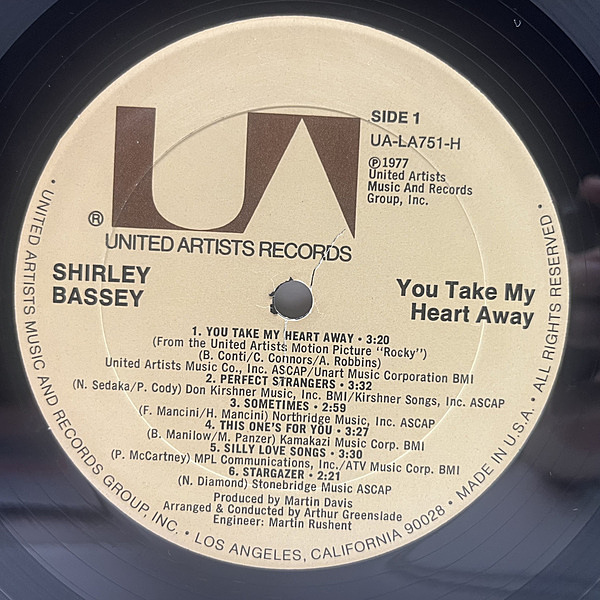 UA
SIDE 1
UA-LA751-H
℗1977
United Artists
Music And Records
Group, Inc.
®
UNITED ARTISTS RECORDS
SHIRLEY
BASSEY
You Take My
Heart Away
1. YOU TAKE MY HEART AWAY • 3:20
(From the United Artists Motion Picture "Rocky")
(B. Conti/C. Connors/A. Robbins)
United Artists Music Co., Inc. ASCAP/Unart Music Corporation BMI
2. PERFECT STRANGERS • 3:32
(N. Sedaka/P. Cody) Don Kirshner Music, Inc. BMI/Kirshner Songs, Inc. ASCAP
3. SOMETIMES • 2:59
(F. Mancini/H. Mancini) Northridge Music, Inc. ASCAP
4. THIS ONE'S FOR YOU • 3:27
(B. Manilow/M. Panzer) Kamakazi Music Corp. BMI
5. SILLY LOVE SONGS • 3:30
(P. McCartney) MPL Communications, Inc./ATV Music Corp. BMI
6. STARGAZER • 2:21
(N. Diamond) Stonebridge Music ASCAP
Produced by Martin Davis
Arranged & Conducted by Arthur Greenslade
Engineer: Martin Rushent
• UNITED ARTISTS MUSIC AND RECORDS GROUP, INC. • LOS ANGELES, CALIFORNIA 90028 • MADE IN U.S.A. • ALL RIGHTS RESERVED •